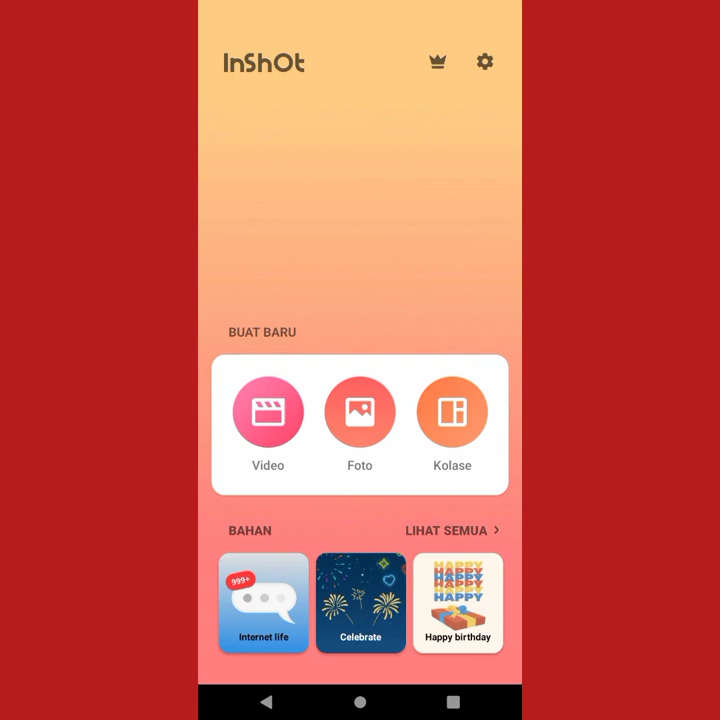 InShOt
BUAT BARU
Video
Foto
Kolase
BAHAN
LIHAT SEMUA
999+
Internet life
Celebrate
HAPPY
HAPPY
HAPPY
HAPPY
HAPPY
Happy birthday